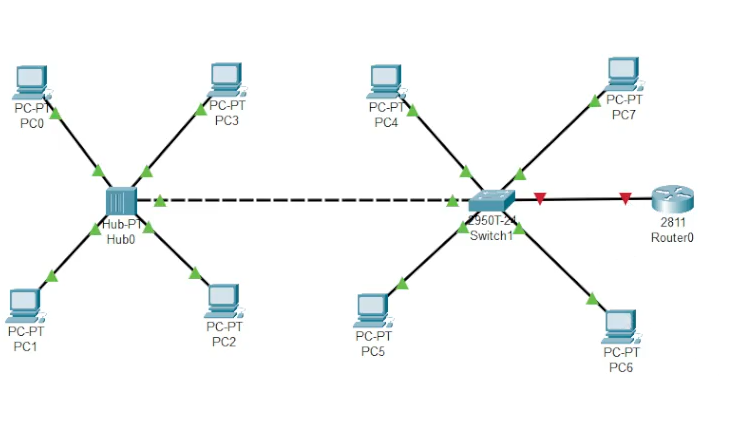 PC-PT
PC0
PC-PT
PC3
PC-PT
PC4
PC-PT
PC7
Hub-PT
Hub0
2950T-24
Switch1
2811
Router0
PC-PT
PC1
PC-PT
PC2
PC-PT
PC5
PC-PT
PC6